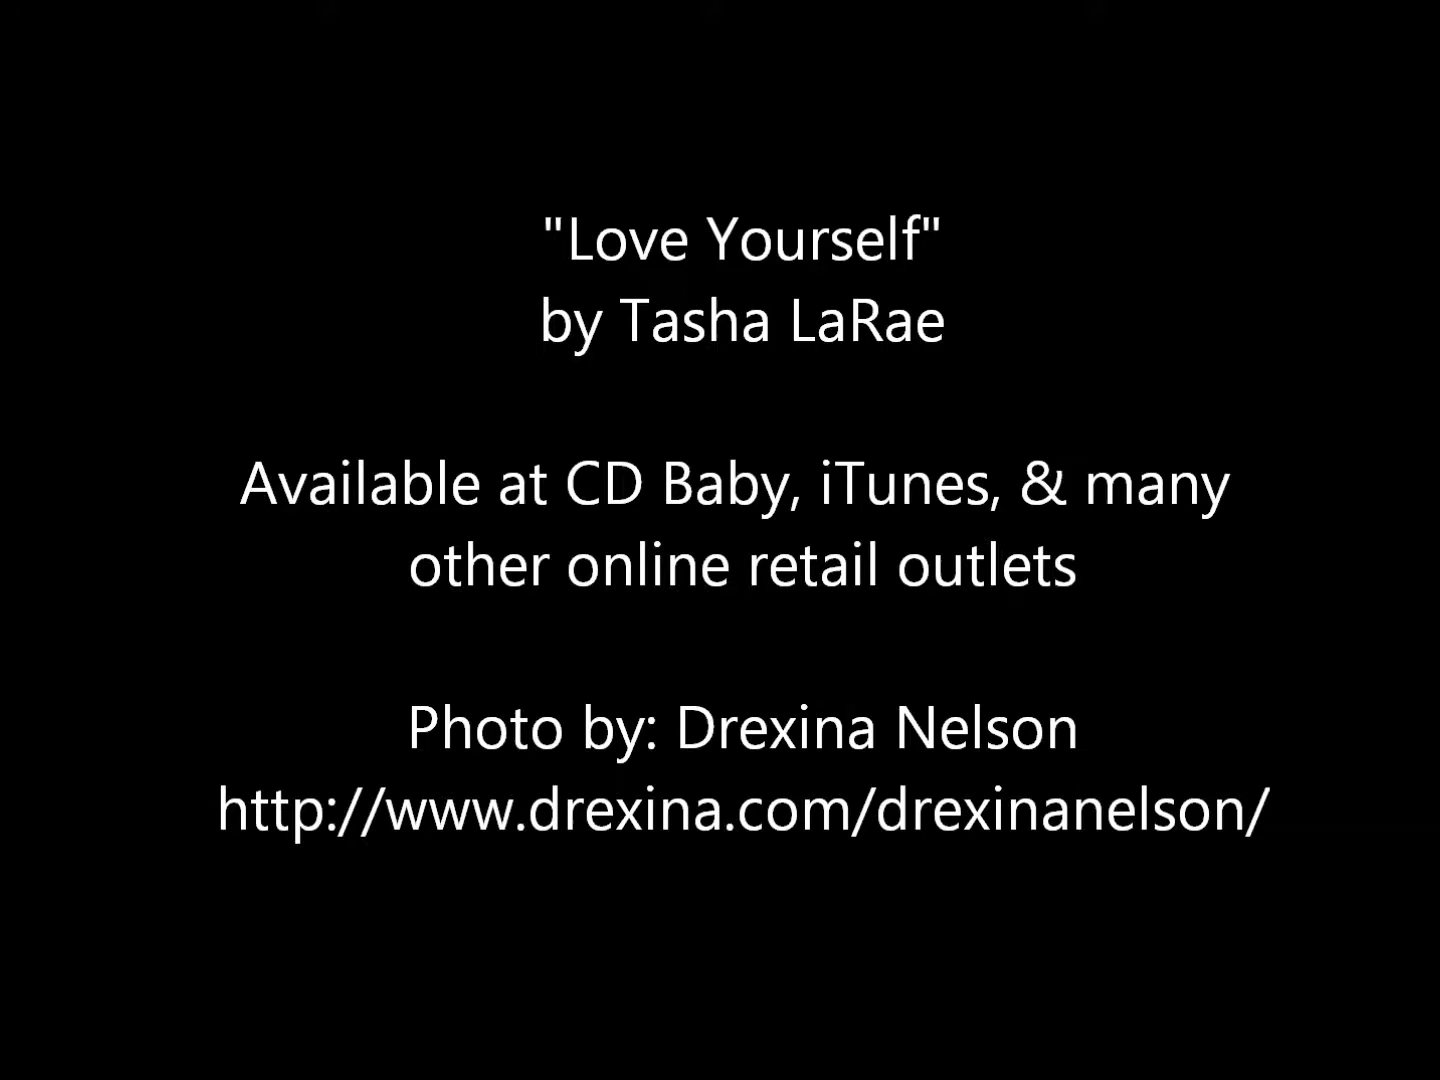 "Love Yourself"
by Tasha LaRae
Available at CD Baby, iTunes, & many
other online retail outlets
Photo by: Drexina Nelson
http://www.drexina.com/drexinanelson/